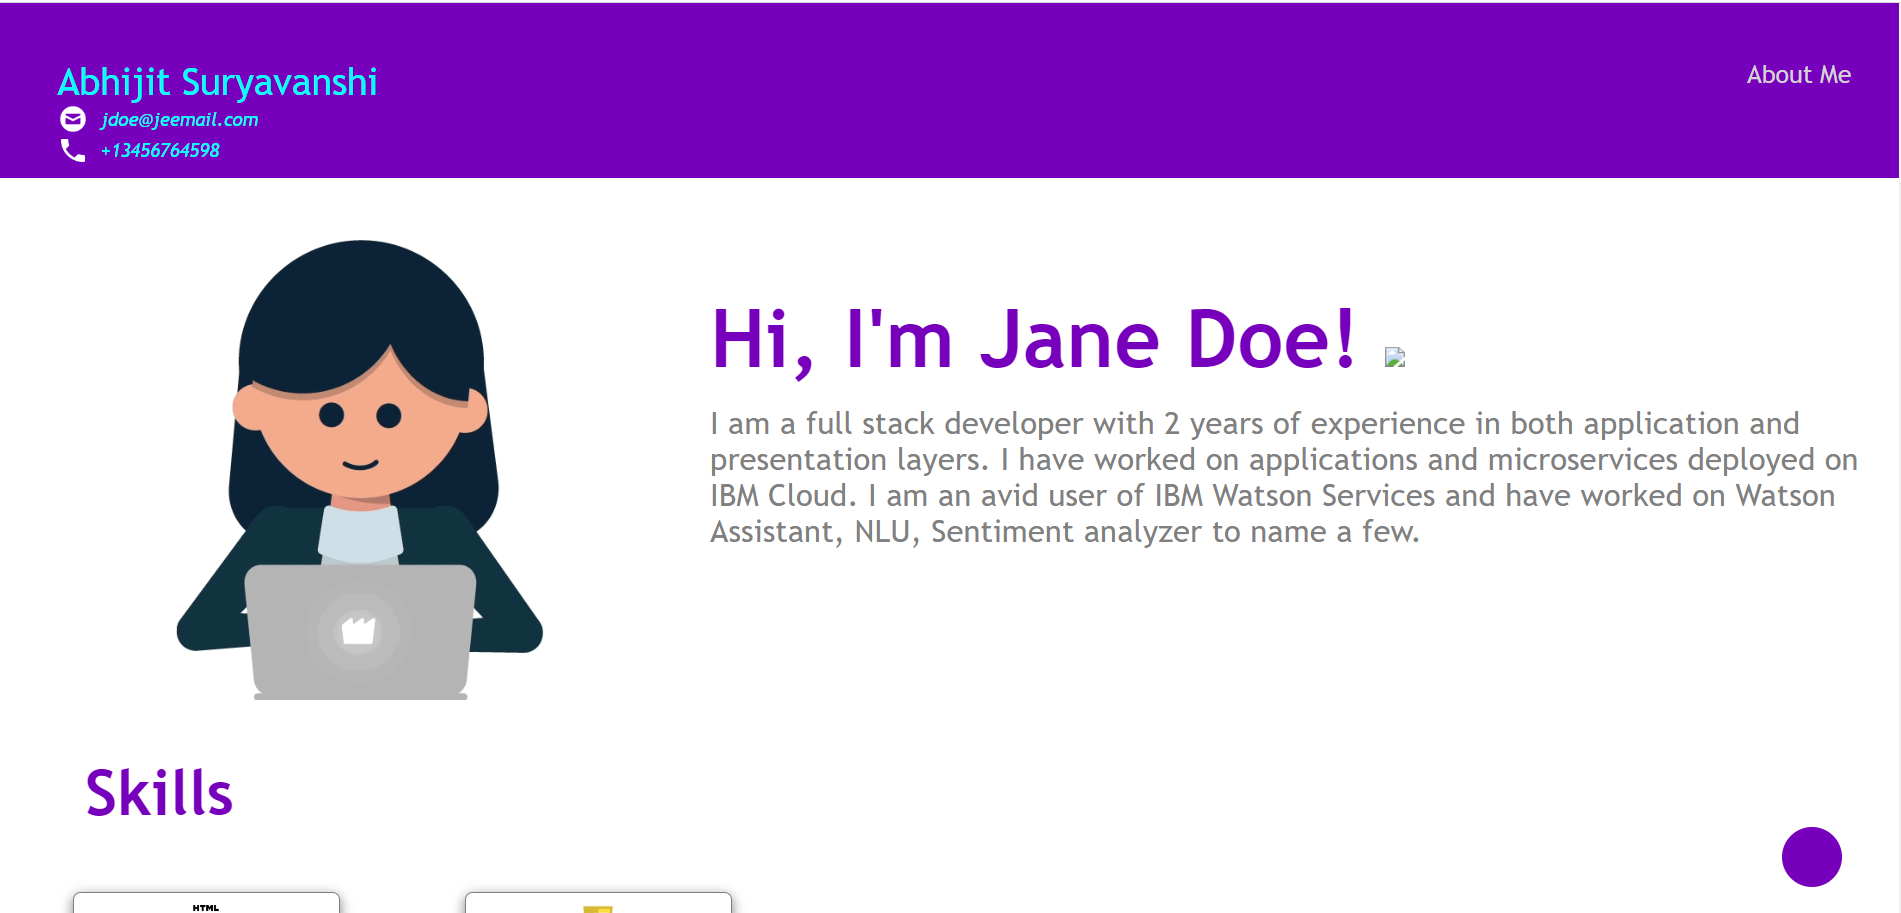 Abhijit Suryavanshi
About Me
jdoe@jeemail.com
+13456764598
Hi, I'm Jane Doe!
I am a full stack developer with 2 years of experience in both application and
presentation layers. I have worked on applications and microservices deployed on
IBM Cloud. I am an avid user of IBM Watson Services and have worked on Watson
Assistant, NLU, Sentiment analyzer to name a few.
Skills
HTML